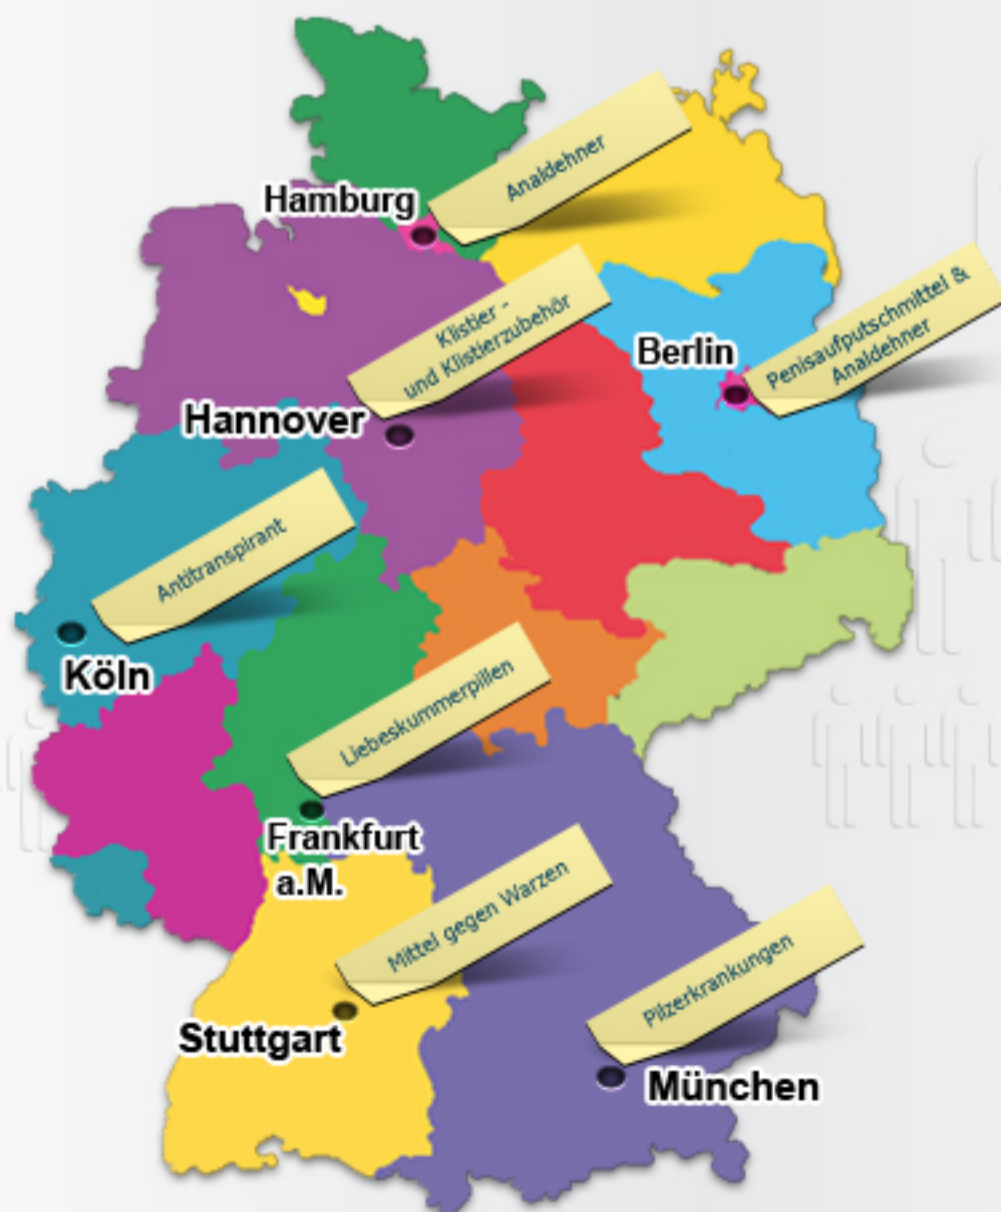 Analdehner
Hamburg
Klistier -
und Klistierzubehör
Penisaufputschmittel &
Analdehner
Berlin
Hannover
Antitranspirant
Köln
Liebeskummerpillen
Frankfurt
a.M.
Mittel gegen Warzen
Stuttgart
Pilzerkrankungen
München